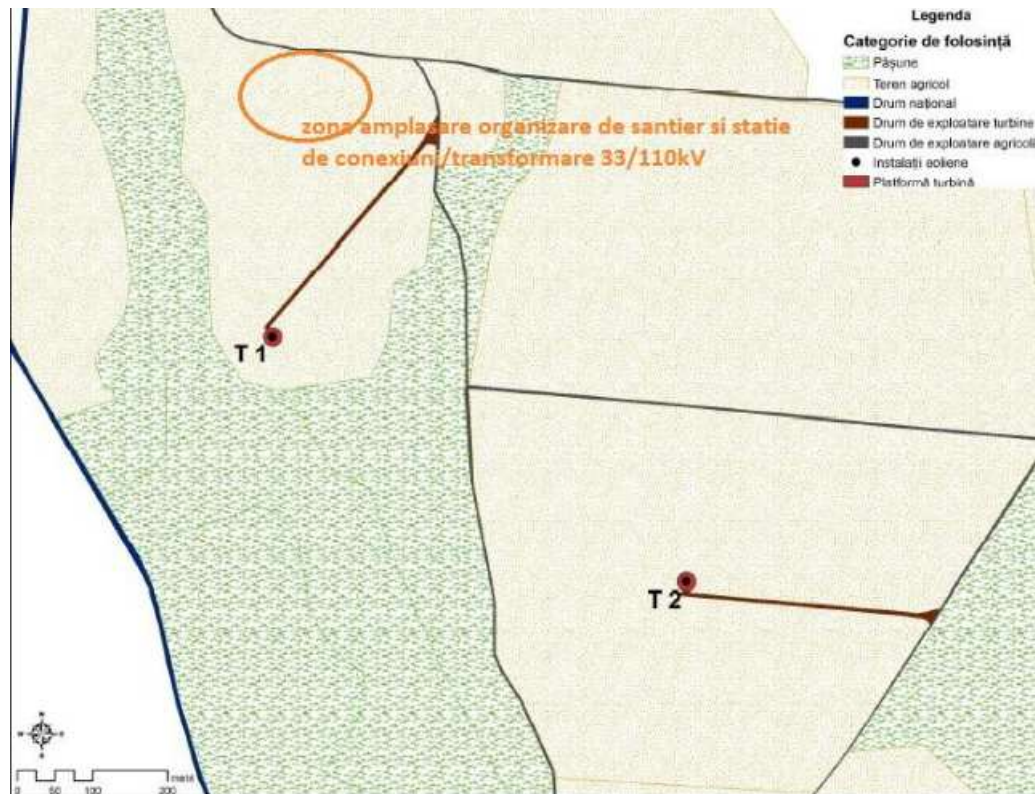 Legenda
Categorie de folosință
Pășune
Teren agricol
Drum național
Drum de exploatare turbine
Drum de exploatare agricoli
Instalații eoliene
Platformă turbină
zona amplasare organizare de santier si statie
de conexiuni/transformare 33/110kV
T 1
T 2
0 50 100 200